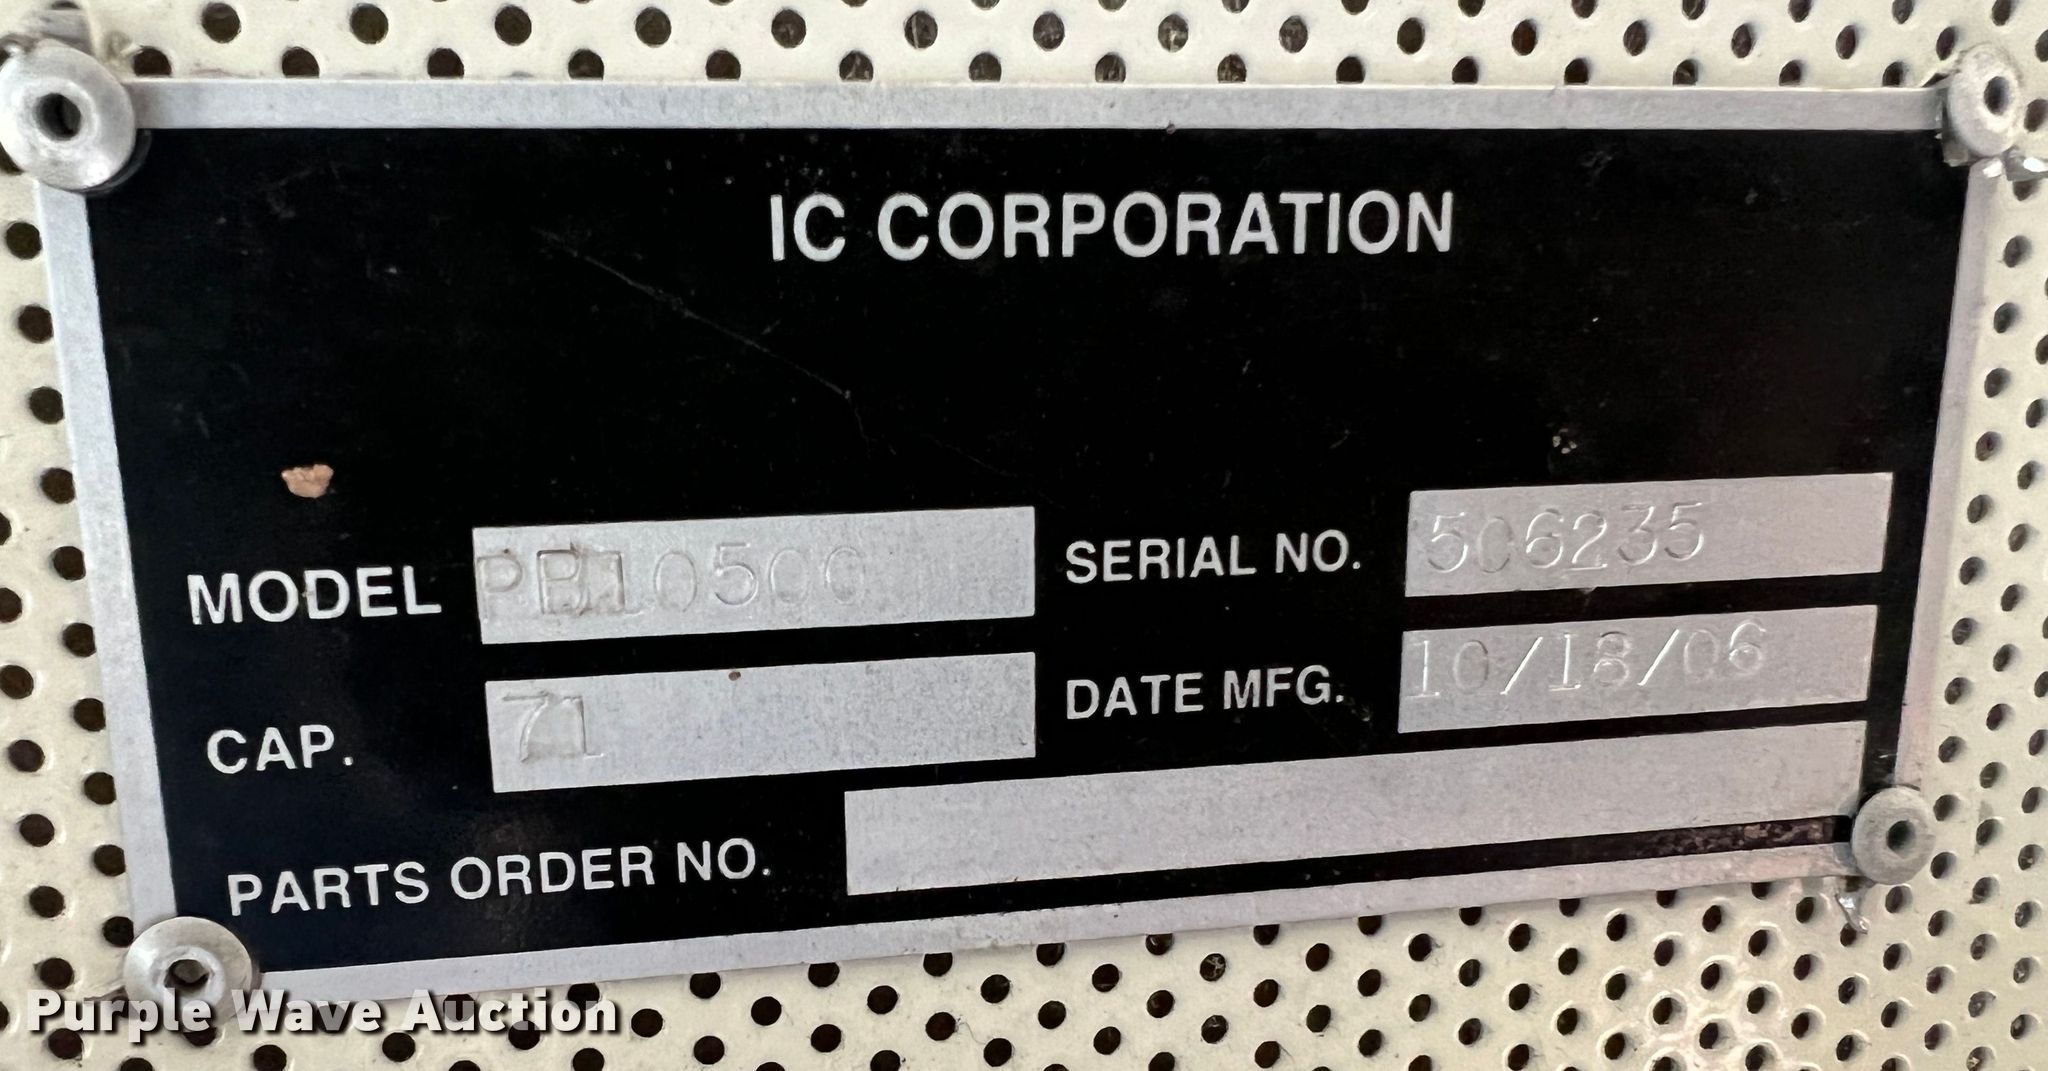 IC CORPORATION
MODEL PB10500 SERIAL NO. 506235
CAP. 71 DATE MFG. 10/18/06
PARTS ORDER NO.
Purple Wave Auction